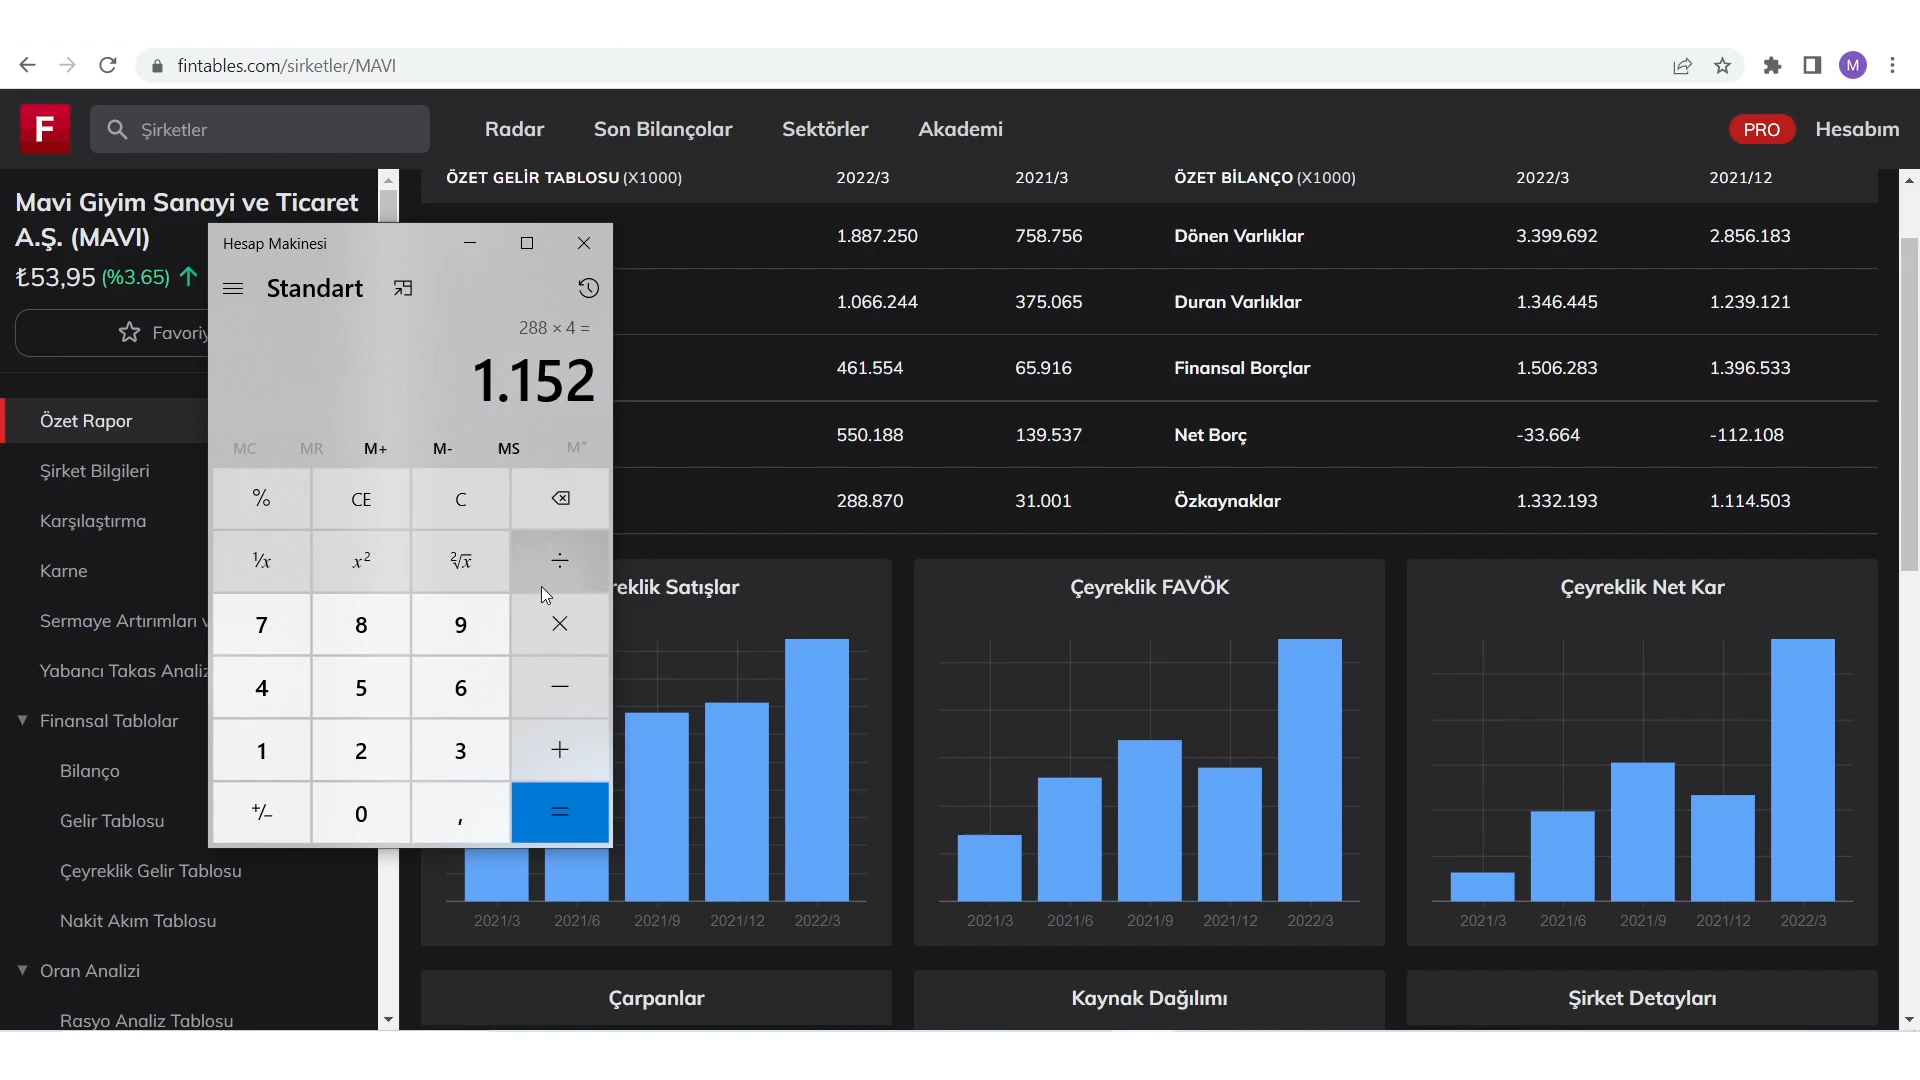 fintables.com/sirketler/MAVI
M
F
Şirketler
Radar
Son Bilançolar
Sektörler
Akademi
PRO
Hesabım
Mavi Giyim Sanayi ve Ticaret
A.Ş. (MAVI)
₺53,95 (%3.65)
Favoriy
Özet Rapor
Şirket Bilgileri
Karşılaştırma
Karne
Sermaye Artırımları v
Yabancı Takas Analiz
Finansal Tablolar
Bilanço
Gelir Tablosu
Çeyreklik Gelir Tablosu
Nakit Akım Tablosu
Oran Analizi
Rasyo Analiz Tablosu
Hesap Makinesi
Standart
288 × 4 =
1.152
MC MR M+ M- MS M˅
% CE C
¹⁄x x² ²√x ÷
7 8 9 ×
4 5 6 −
1 2 3 +
⁺⁄₋ 0 , =
ÖZET GELİR TABLOSU (X1000) 2022/3 2021/3
1.887.250 758.756
1.066.244 375.065
461.554 65.916
550.188 139.537
288.870 31.001
ÖZET BİLANÇO (X1000) 2022/3 2021/12
Dönen Varlıklar 3.399.692 2.856.183
Duran Varlıklar 1.346.445 1.239.121
Finansal Borçlar 1.506.283 1.396.533
Net Borç -33.664 -112.108
Özkaynaklar 1.332.193 1.114.503
reklik Satışlar
2021/3 2021/6 2021/9 2021/12 2022/3
Çeyreklik FAVÖK
2021/3 2021/6 2021/9 2021/12 2022/3
Çeyreklik Net Kar
2021/3 2021/6 2021/9 2021/12 2022/3
Çarpanlar
Kaynak Dağılımı
Şirket Detayları